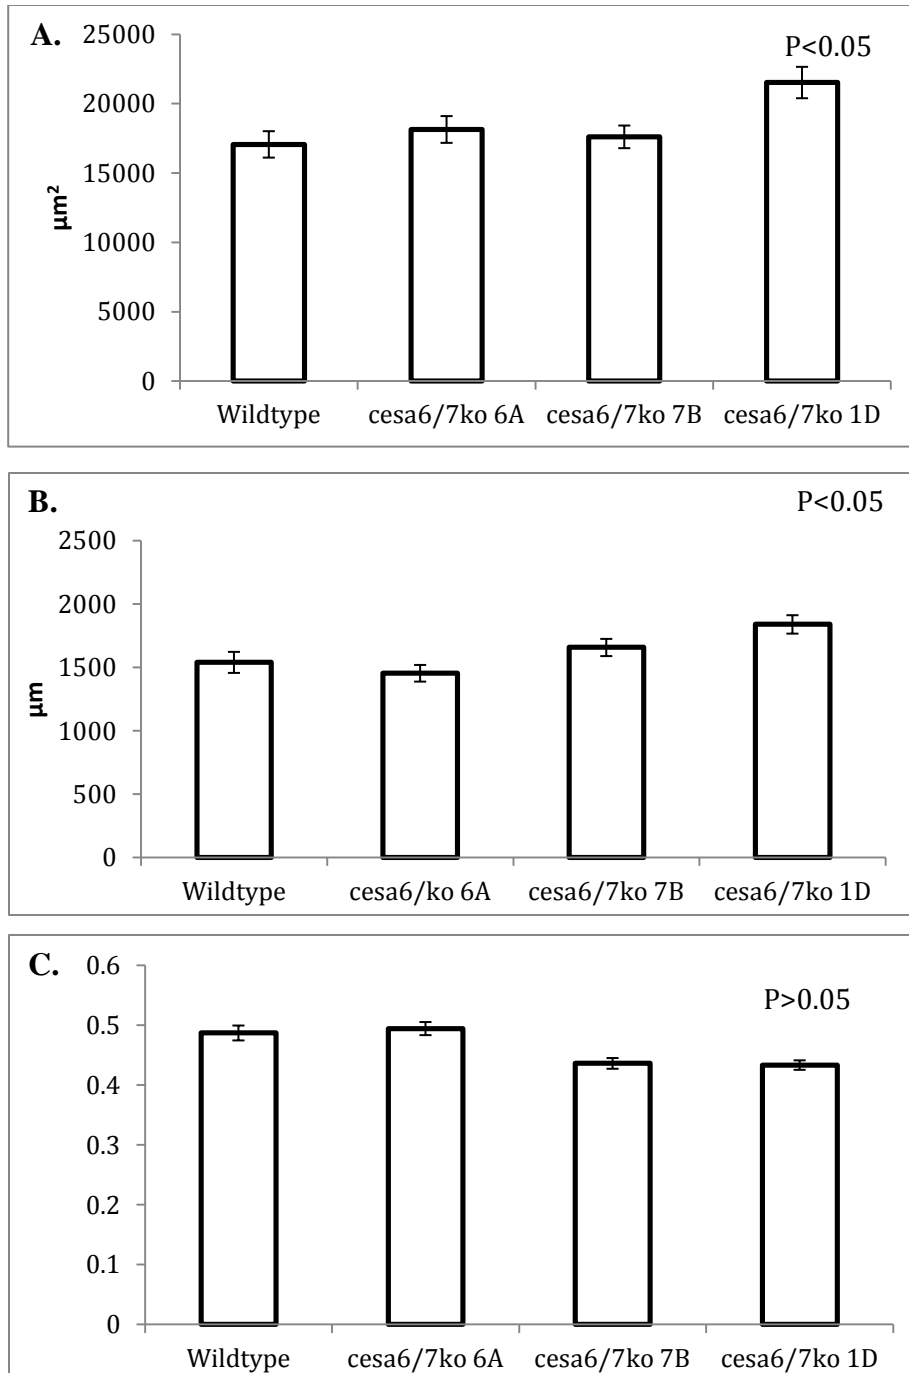 A.
P<0.05
25000
20000
15000
10000
5000
0
µm²
Wildtype cesa6/7ko 6A cesa6/7ko 7B cesa6/7ko 1D
B.
P<0.05
2500
2000
1500
1000
500
0
µm
Wildtype cesa6/ko 6A cesa6/7ko 7B cesa6/7ko 1D
C.
P>0.05
0.6
0.5
0.4
0.3
0.2
0.1
0
Wildtype cesa6/7ko 6A cesa6/7ko 7B cesa6/7ko 1D